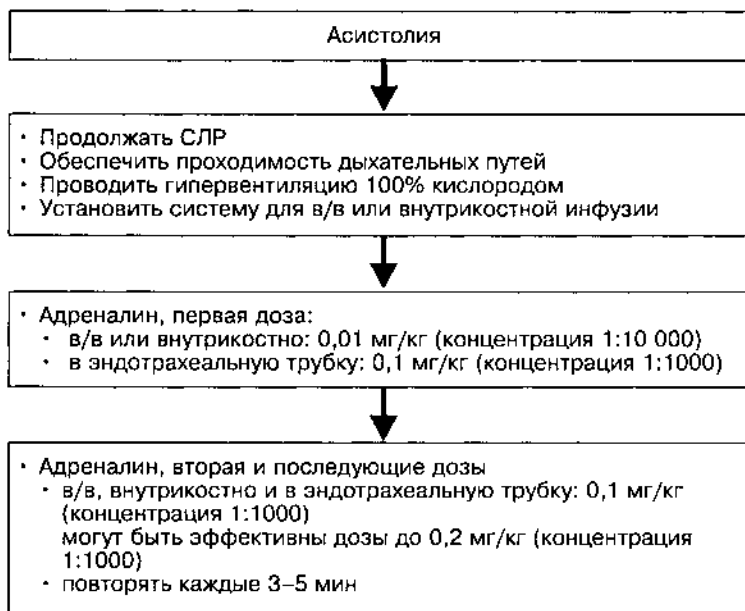 Асистолия
• Продолжать СЛР
• Обеспечить проходимость дыхательных путей
• Проводить гипервентиляцию 100% кислородом
• Установить систему для в/в или внутрикостной инфузии
• Адреналин, первая доза:
• в/в или внутрикостно: 0,01 мг/кг (концентрация 1:10 000)
• в эндотрахеальную трубку: 0,1 мг/кг (концентрация 1:1000)
• Адреналин, вторая и последующие дозы
• в/в, внутрикостно и в эндотрахеальную трубку: 0,1 мг/кг
(концентрация 1:1000)
могут быть эффективны дозы до 0,2 мг/кг (концентрация
1:1000)
• повторять каждые 3–5 мин